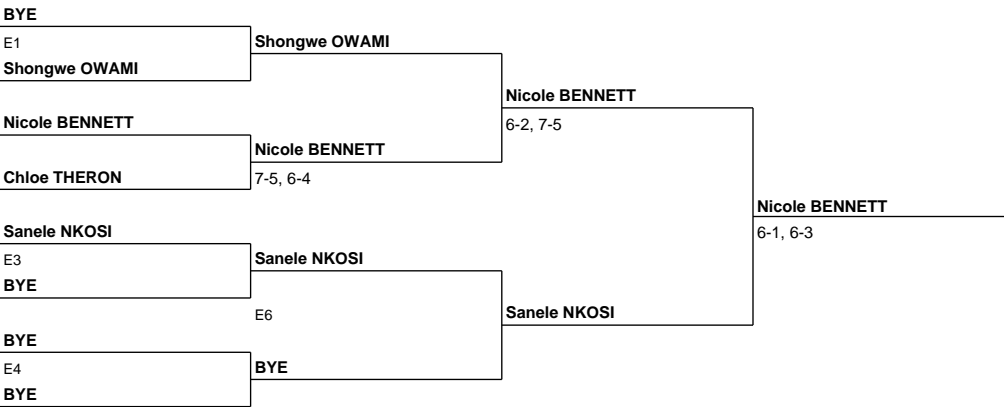 BYE
E1
Shongwe OWAMI
Shongwe OWAMI
Nicole BENNETT
6-2, 7-5
Nicole BENNETT
Nicole BENNETT
Chloe THERON
7-5, 6-4
Nicole BENNETT
6-1, 6-3
Sanele NKOSI
E3
Sanele NKOSI
BYE
E6
Sanele NKOSI
BYE
E4
BYE
BYE